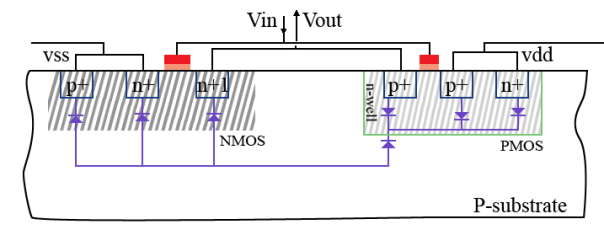 Vin Vout
vss
vdd
p+ n+ n+1 p+ p+ n+
n-well
NMOS
PMOS
P-substrate